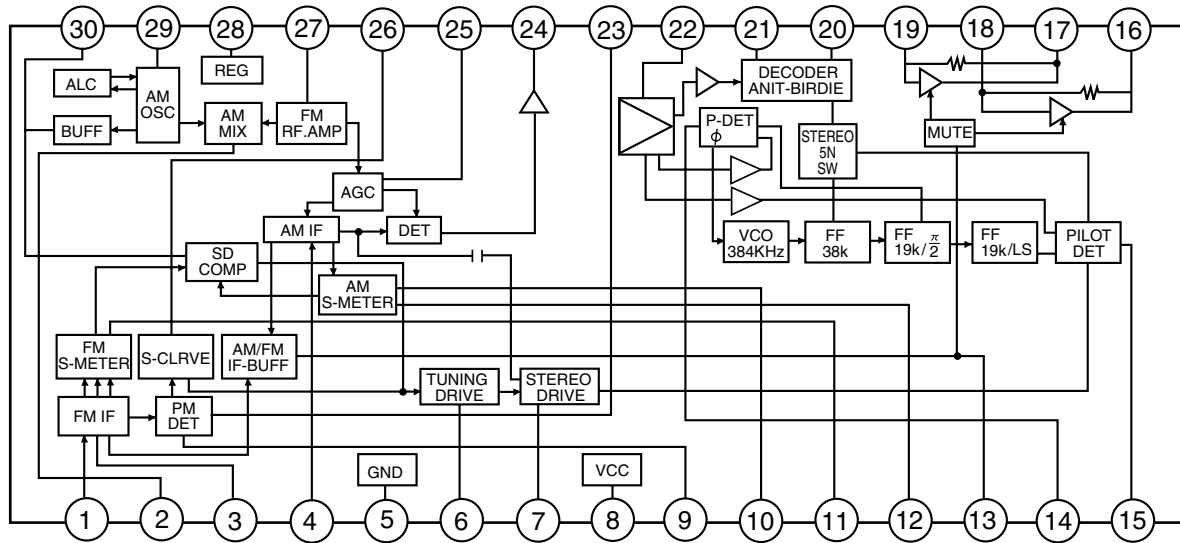 30 29 28 27 26 25 24 23 22 21 20 19 18 17 16
REG
ALC
AM
OSC
BUFF
AM
MIX
FM
RF.AMP
DECODER
ANIT-BIRDIE
P-DET
ϕ
STEREO
5N
SW
MUTE
AGC
AM IF
DET
SD
COMP
AM
S-METER
VCO
384KHz
FF
38k
FF
19k/π/2
FF
19k/LS
PILOT
DET
FM
S-METER
S-CLRVE
AM/FM
IF-BUFF
TUNING
DRIVE
STEREO
DRIVE
FM IF
PM
DET
GND
VCC
1 2 3 4 5 6 7 8 9 10 11 12 13 14 15